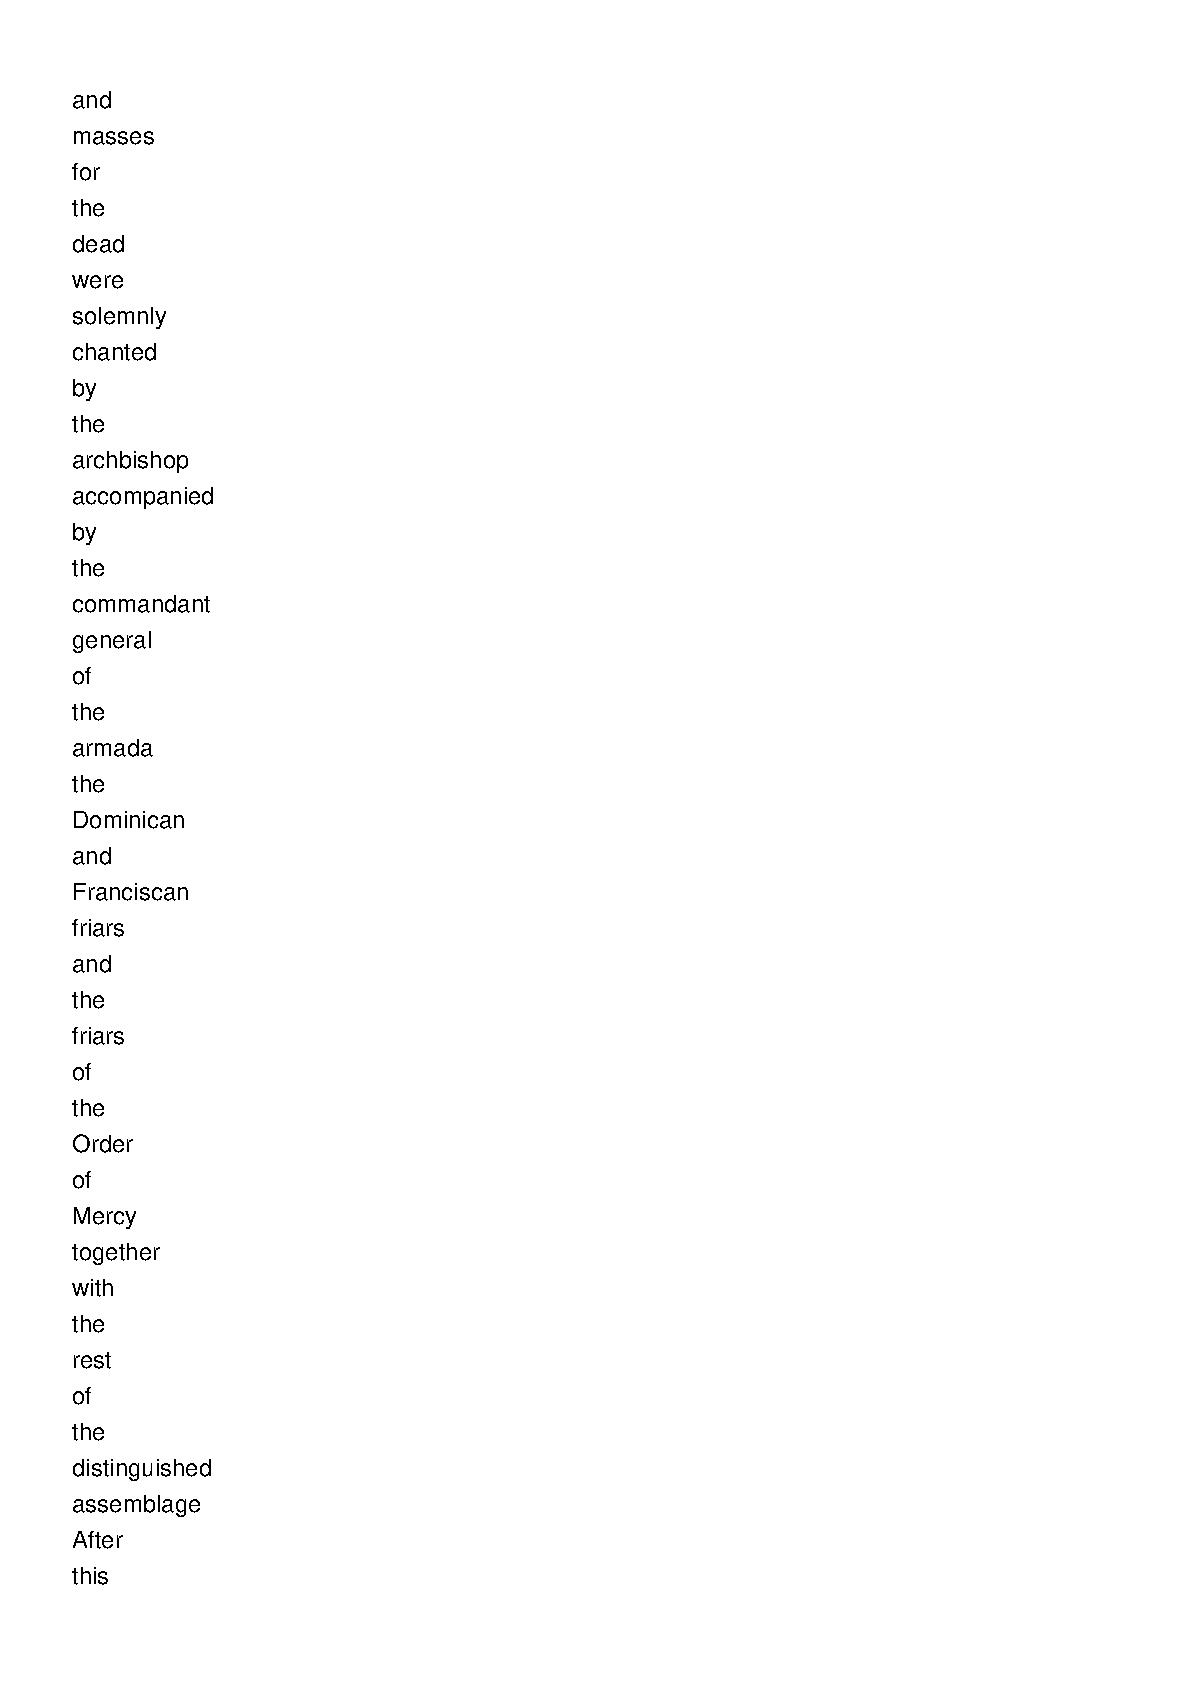 and
masses
for
the
dead
were
solemnly
chanted
by
the
archbishop
accompanied
by
the
commandant
general
of
the
armada
the
Dominican
and
Franciscan
friars
and
the
friars
of
the
Order
of
Mercy
together
with
the
rest
of
the
distinguished
assemblage
After
this